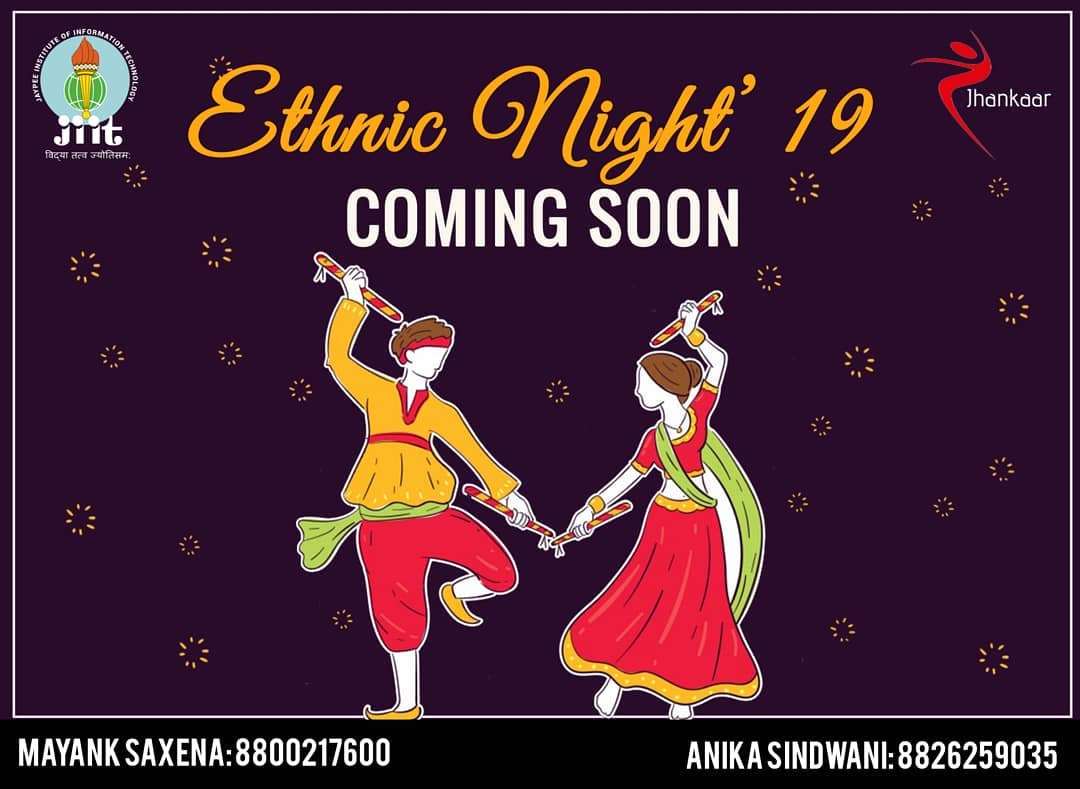 JAYPEE INSTITUTE OF INFORMATION TECHNOLOGY
jiit
विद्या तत्व ज्योतिसम:
Ethnic Night' 19
Jhankaar
COMING SOON
MAYANK SAXENA: 8800217600
ANIKA SINDWANI: 8826259035